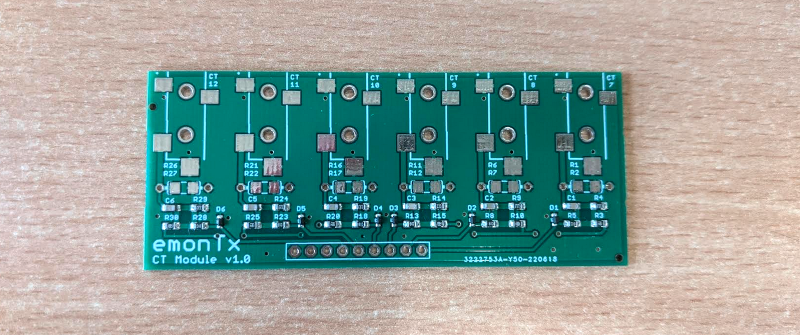 CT
12
CT
11
CT
10
CT
9
CT
8
CT
7
R26
R27
R21
R22
R16
R17
R11
R12
R6
R7
R1
R2
C6
R29
C5
R24
C4
R19
C3
R14
C2
R9
C1
R4
R30
R28
D6
R25
R23
D5
R20
R18
D4
D3
R13
R15
D2
R8
R10
D1
R5
R3
emonTx
CT Module v1.0
3222753A-Y50-220618